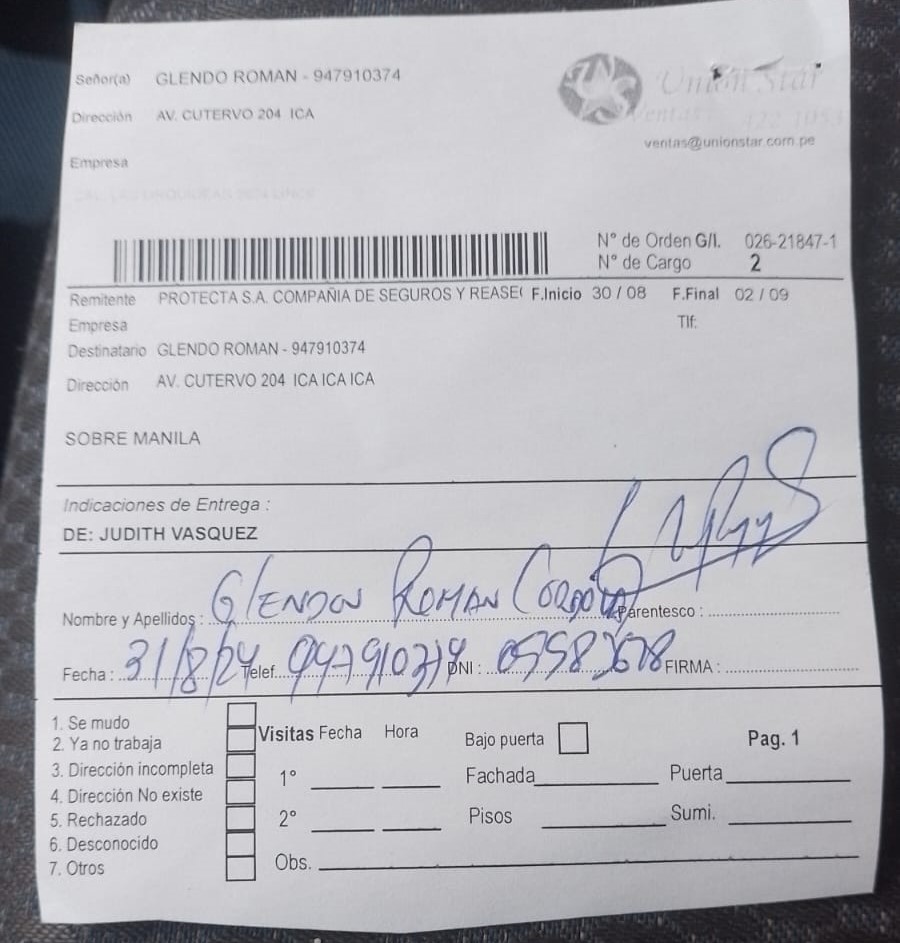 Señor(a) GLENDO ROMAN - 947910374
Dirección AV. CUTERVO 204 ICA
Empresa
Union Star
Ventas
ventas@unionstar.com.pe
N° de Orden G/I. 026-21847-1
N° de Cargo 2
Remitente PROTECTA S.A. COMPAÑIA DE SEGUROS Y REASE( F.Inicio 30 / 08 F.Final 02 / 09
Empresa Tlf:
Destinatario GLENDO ROMAN - 947910374
Dirección AV. CUTERVO 204 ICA ICA ICA
SOBRE MANILA
Indicaciones de Entrega :
DE: JUDITH VASQUEZ
Nombre y Apellidos : GLENDON ROMAN CORDOVA Parentesco :
Fecha : 31/8/24 Telef. 947910374 DNI : FIRMA :
1. Se mudo
2. Ya no trabaja
3. Dirección incompleta
4. Dirección No existe
5. Rechazado
6. Desconocido
7. Otros
Visitas Fecha Hora Bajo puerta Pag. 1
1° Fachada Puerta
2° Pisos Sumi.
Obs.